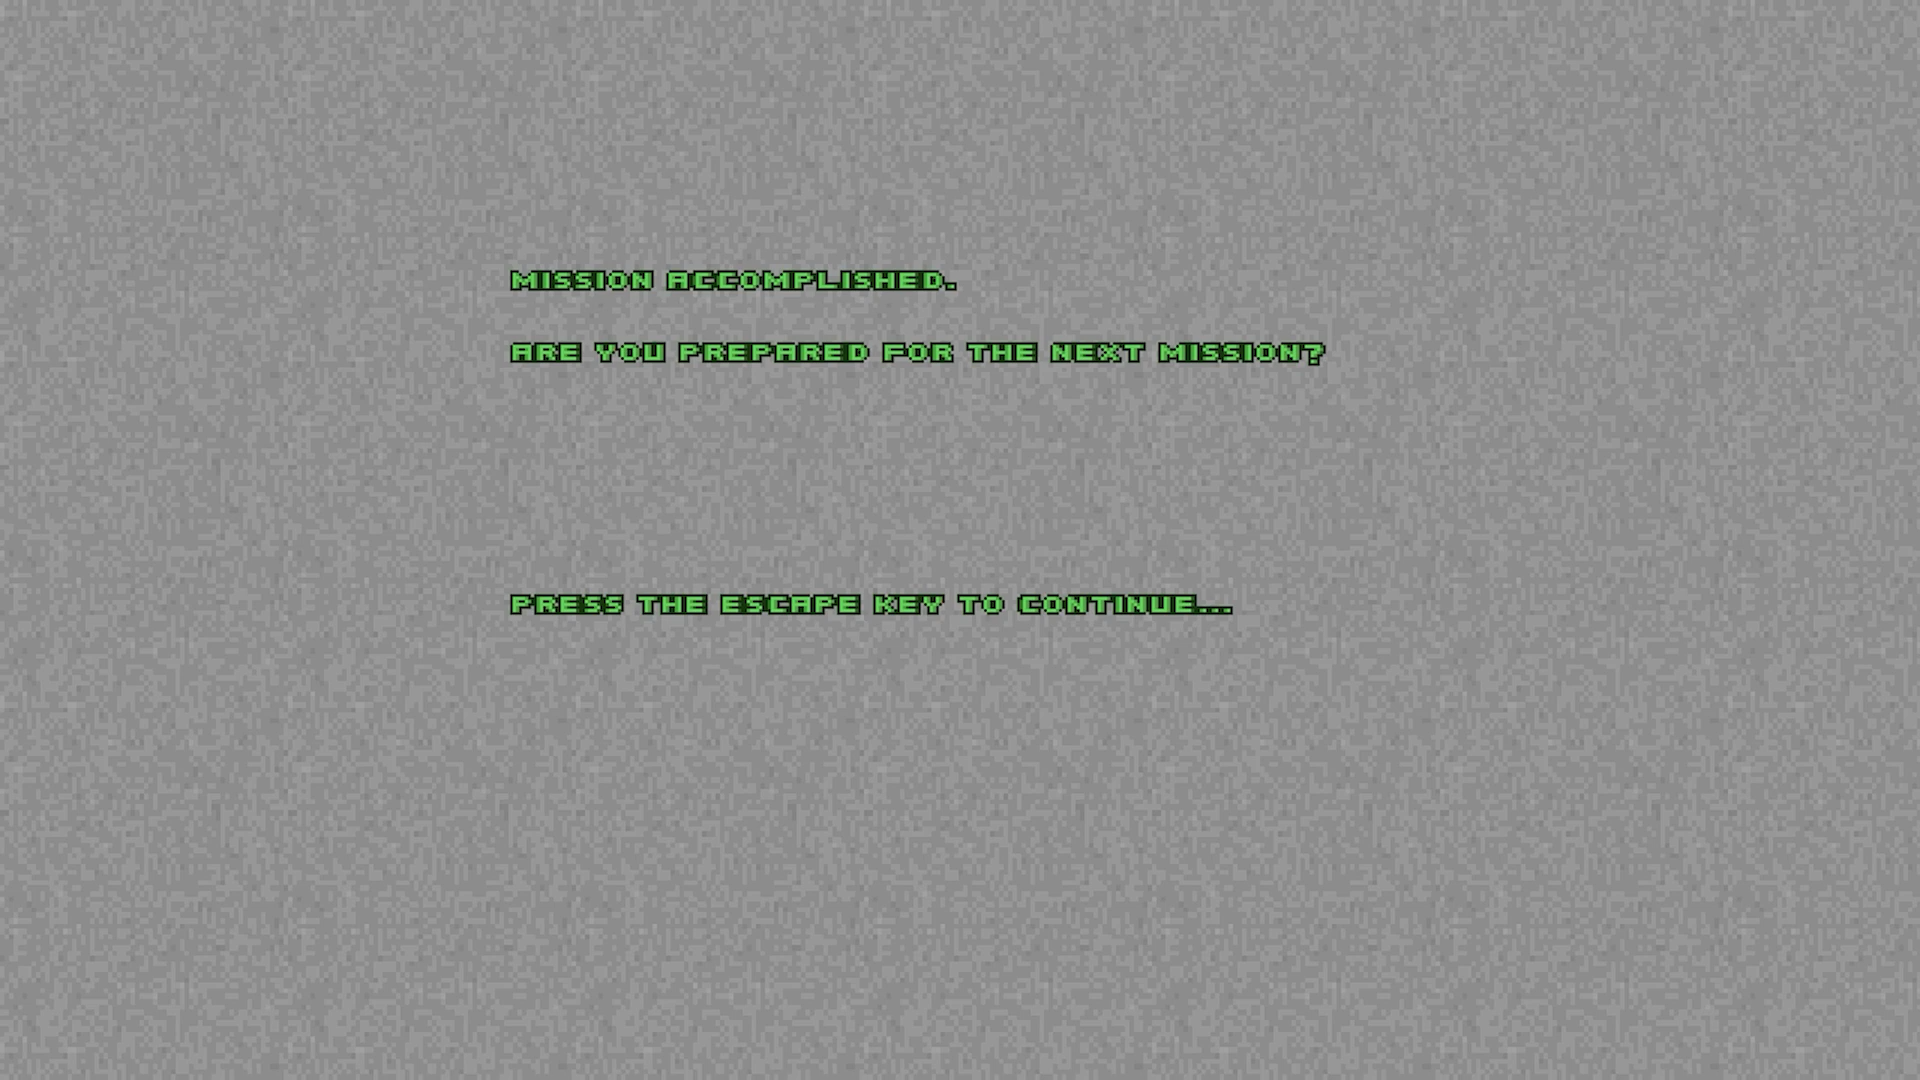 MISSION ACCOMPLISHED.
ARE YOU PREPARED FOR THE NEXT MISSION?
PRESS THE ESCAPE KEY TO CONTINUE...